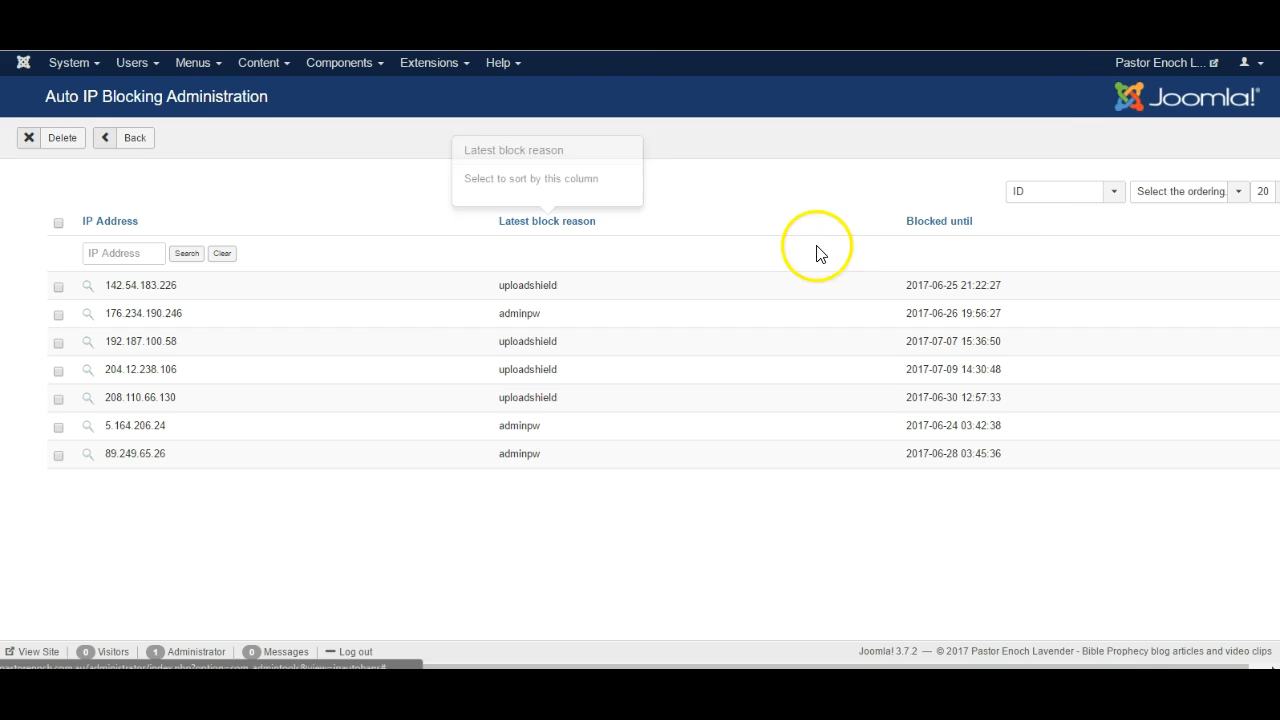 System Users Menus Content Components Extensions Help Pastor Enoch L...
Auto IP Blocking Administration Joomla!®
Delete Back
Latest block reason
Select to sort by this column
ID Select the ordering 20
IP Address Latest block reason Blocked until
IP Address Search Clear
142.54.183.226 uploadshield 2017-06-25 21:22:27
176.234.190.246 adminpw 2017-06-26 19:56:27
192.187.100.58 uploadshield 2017-07-07 15:36:50
204.12.238.106 uploadshield 2017-07-09 14:30:48
208.110.66.130 uploadshield 2017-06-30 12:57:33
5.164.206.24 adminpw 2017-06-24 03:42:38
89.249.65.26 adminpw 2017-06-28 03:45:36
View Site 0 Visitors 1 Administrator 0 Messages Log out Joomla! 3.7.2 — © 2017 Pastor Enoch Lavender - Bible Prophecy blog articles and video clips